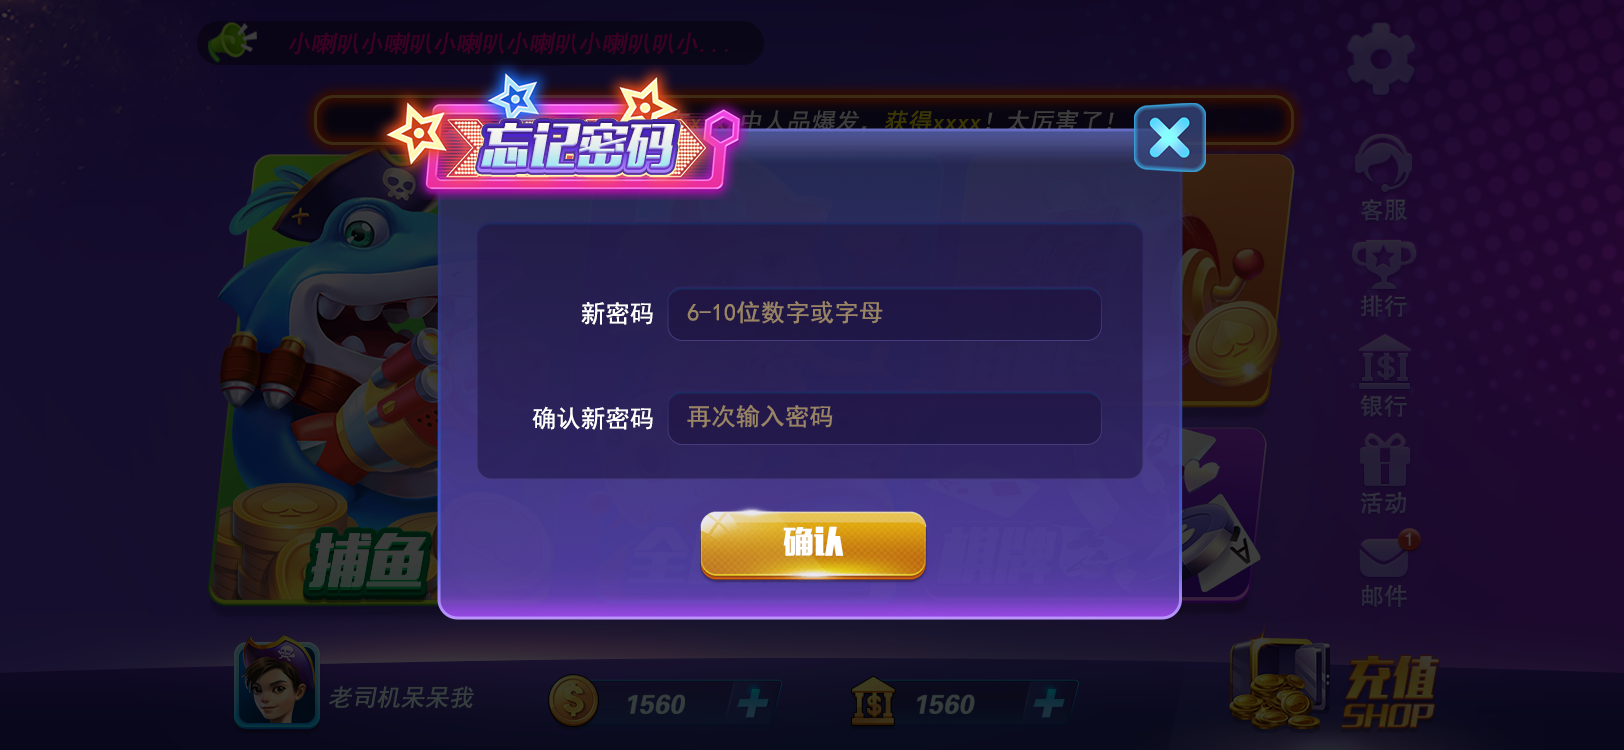 小喇叭小喇叭小喇叭小喇叭小喇叭叭小...
中人品爆发，获得xxxx！太厉害了！
忘记密码
新密码
6-10位数字或字母
确认新密码
再次输入密码
确认
捕鱼
全
棋牌
客服
排行
银行
活动
1
邮件
A
老司机呆呆我
1560
1560
充值
SHOP